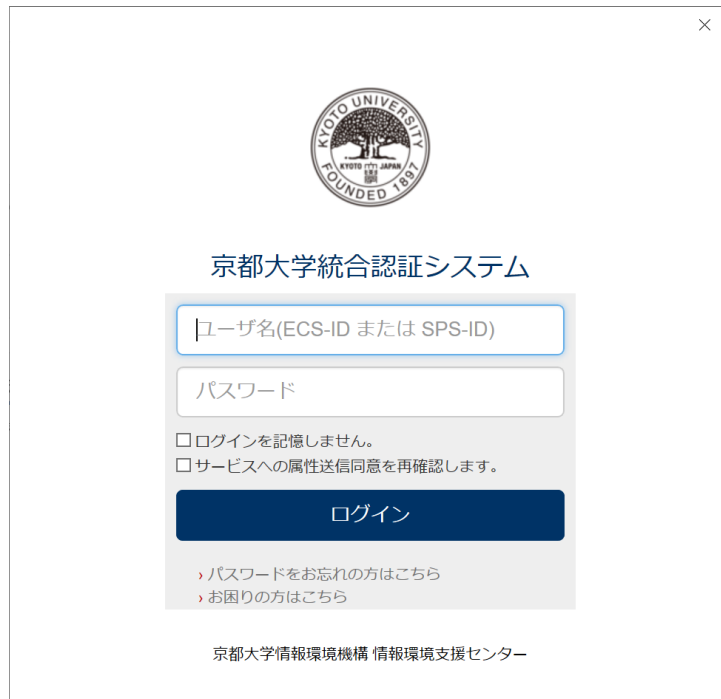 KYOTO UNIVERSITY
KYOTO JAPAN
FOUNDED 1897
京都大学統合認証システム
ユーザ名(ECS-ID または SPS-ID)
パスワード
ログインを記憶しません。
サービスへの属性送信同意を再確認します。
ログイン
› パスワードをお忘れの方はこちら
› お困りの方はこちら
京都大学情報環境機構 情報環境支援センター